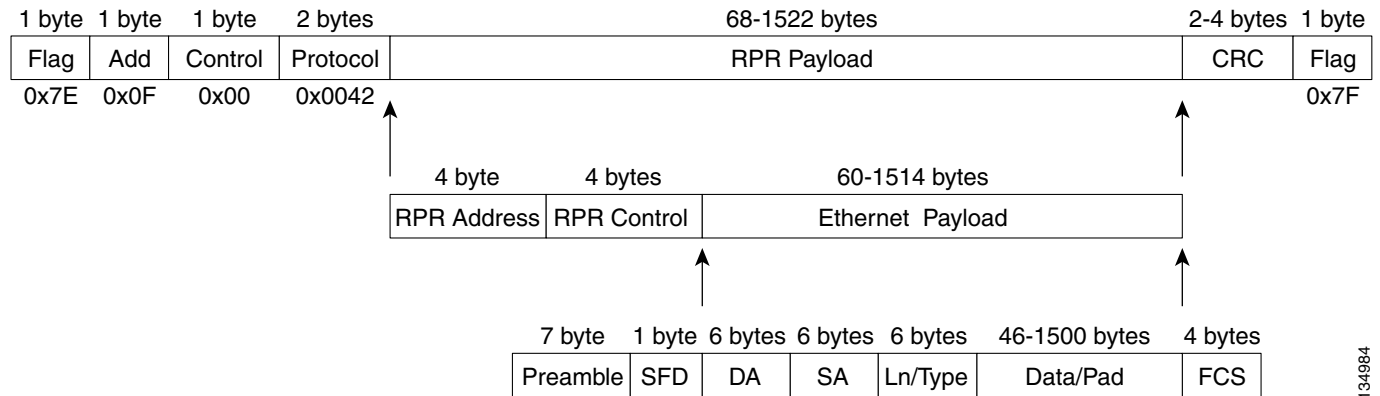 1 byte 1 byte 1 byte 2 bytes 68-1522 bytes 2-4 bytes 1 byte
Flag Add Control Protocol RPR Payload CRC Flag
0x7E 0x0F 0x00 0x0042 0x7F
4 byte 4 bytes 60-1514 bytes
RPR Address RPR Control Ethernet Payload
7 byte 1 byte 6 bytes 6 bytes 6 bytes 46-1500 bytes 4 bytes
Preamble SFD DA SA Ln/Type Data/Pad FCS
134984